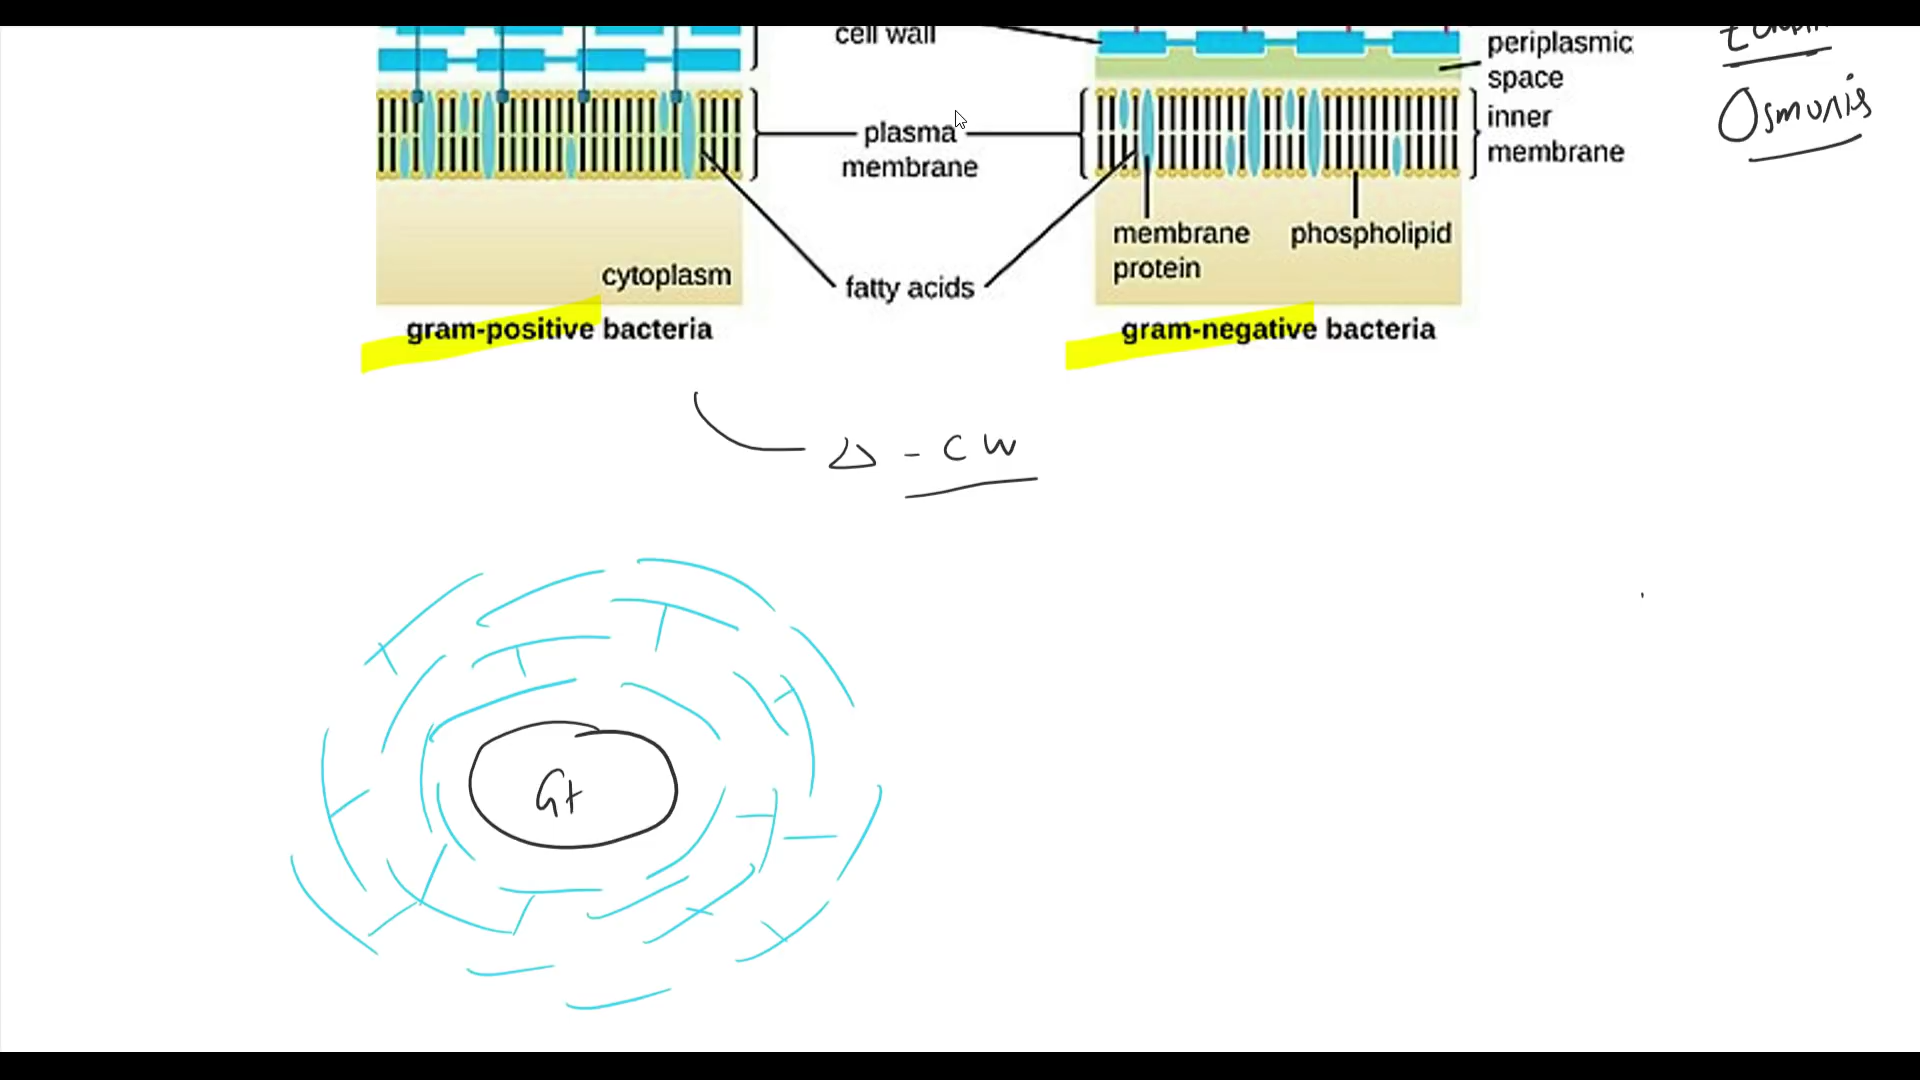 cell wall
periplasmic
space
plasma
membrane
inner
membrane
Osmunis
membrane
protein
phospholipid
cytoplasm
fatty acids
gram-positive bacteria
gram-negative bacteria
Δ - CW
G+